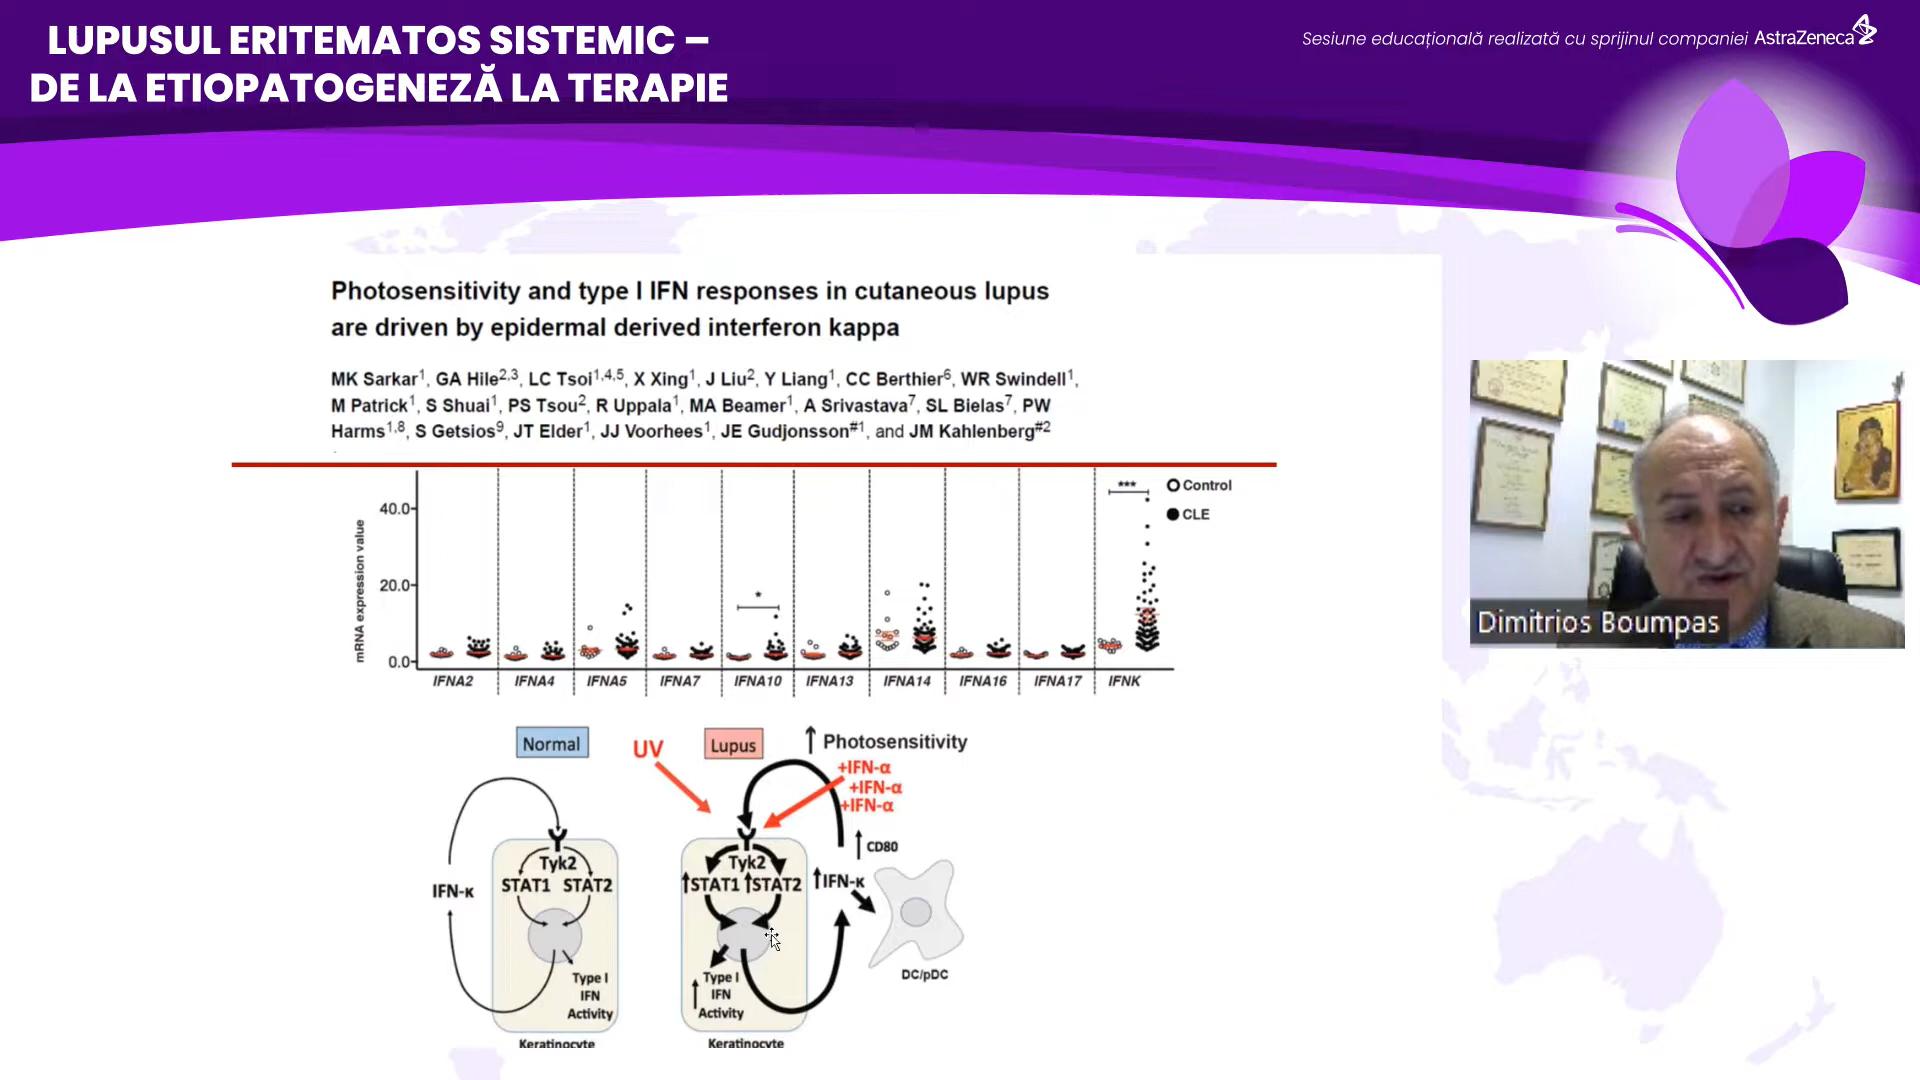 LUPUSUL ERITEMATOS SISTEMIC –
DE LA ETIOPATOGENEZĂ LA TERAPIE
Sesiune educațională realizată cu sprijinul companiei AstraZeneca
Photosensitivity and type I IFN responses in cutaneous lupus
are driven by epidermal derived interferon kappa
MK Sarkar1, GA Hile2,3, LC Tsoi1,4,5, X Xing1, J Liu2, Y Liang1, CC Berthier6, WR Swindell1,
M Patrick1, S Shuai1, PS Tsou2, R Uppala1, MA Beamer1, A Srivastava7, SL Bielas7, PW
Harms1,8, S Getsios9, JT Elder1, JJ Voorhees1, JE Gudjonsson#1, and JM Kahlenberg#2
mRNA expression value
40.0
20.0
0.0
*
***
Control
CLE
IFNA2 IFNA4 IFNA5 IFNA7 IFNA10 IFNA13 IFNA14 IFNA16 IFNA17 IFNK
Normal
UV
Lupus
↑ Photosensitivity
+IFN-α
+IFN-α
+IFN-α
IFN-κ
Tyk2
STAT1 STAT2
Type I
IFN
Activity
Keratinocyte
Tyk2
↑STAT1 ↑STAT2
↑ Type I
IFN
Activity
Keratinocyte
↑IFN-κ
↑ CD80
DC/pDC
Dimitrios Boumpas